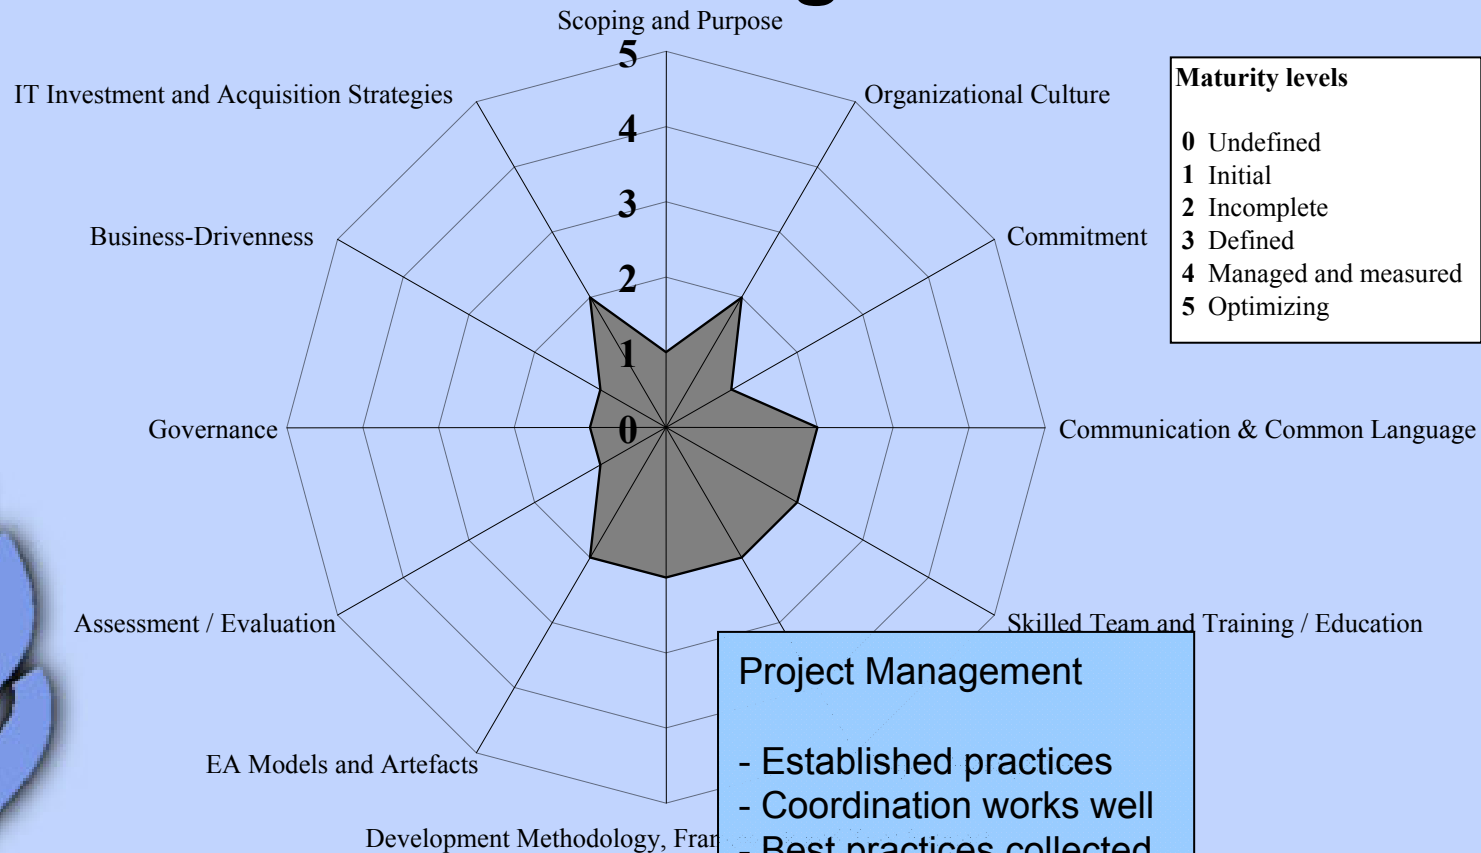 Scoping and Purpose
5
4
3
2
1
0
Organizational Culture
Commitment
Communication & Common Language
Skilled Team and Training / Education
Development Methodology,
EA Models and Artefacts
Assessment / Evaluation
Governance
Business-Drivenness
IT Investment and Acquisition Strategies
Maturity levels
0 Undefined
1 Initial
2 Incomplete
3 Defined
4 Managed and measured
5 Optimizing
Project Management
- Established practices
- Coordination works well
- Best practices collected